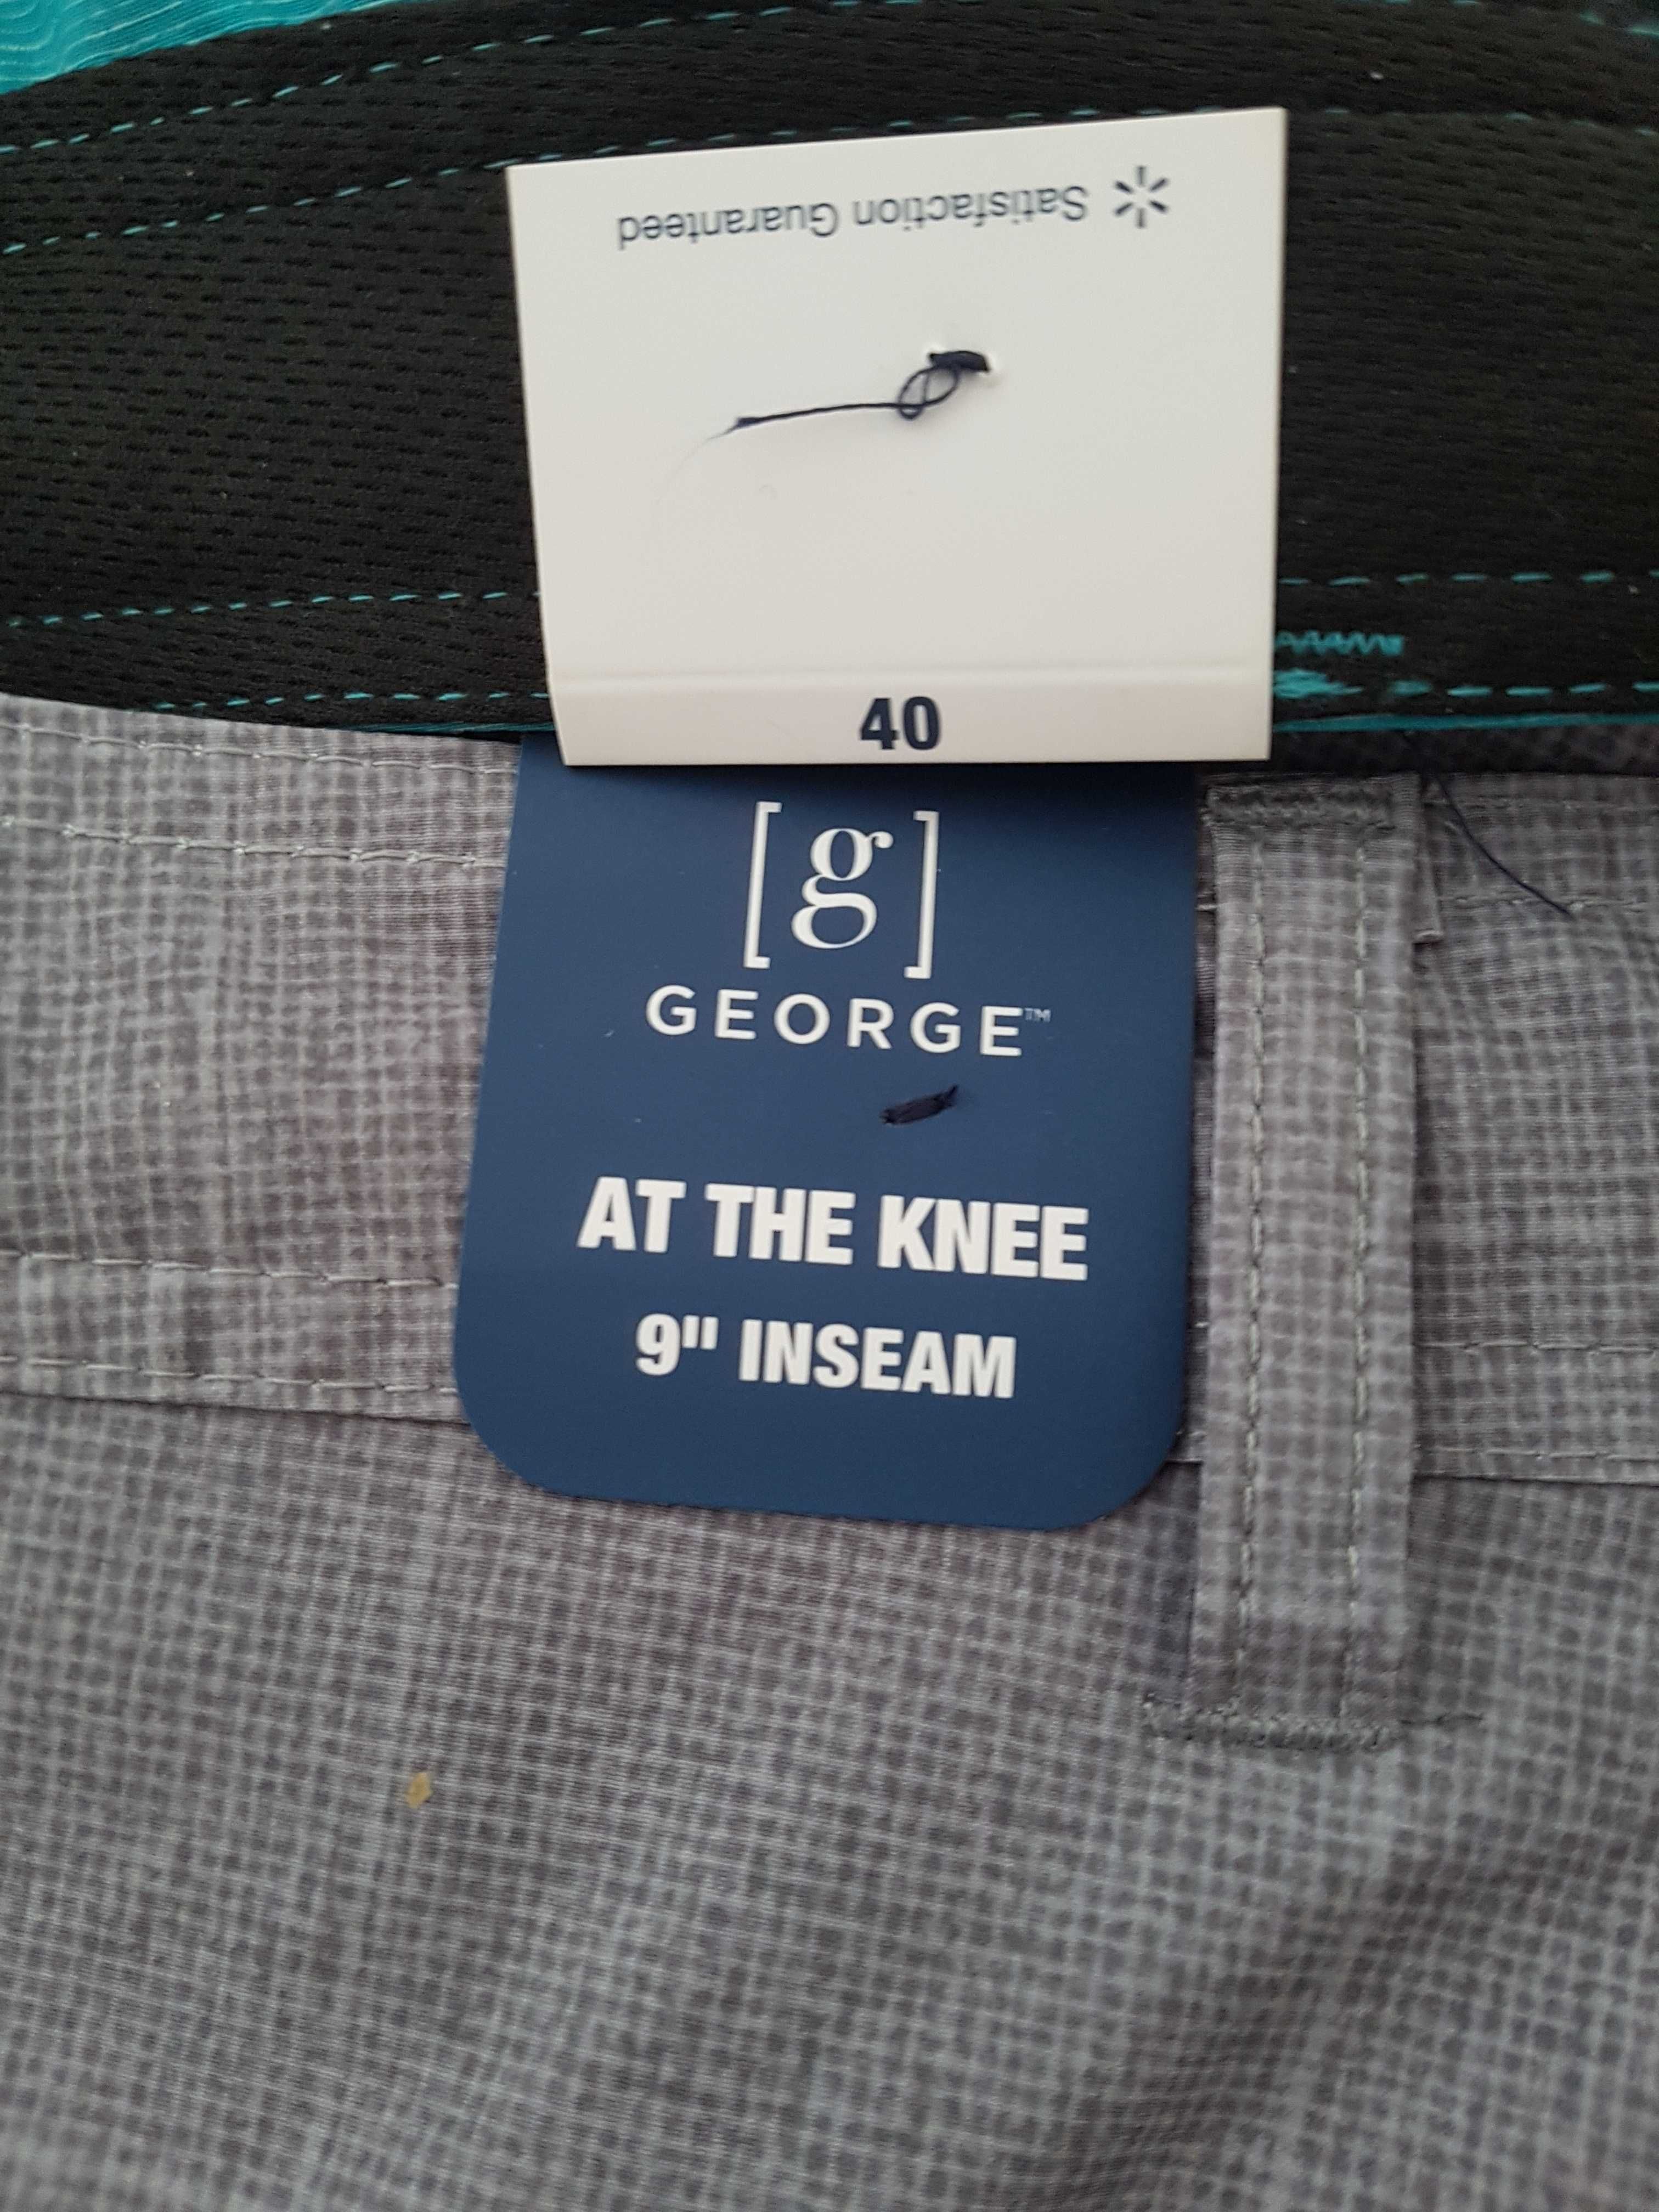 Satisfaction Guaranteed
40
[g]
GEORGE™
AT THE KNEE
9" INSEAM